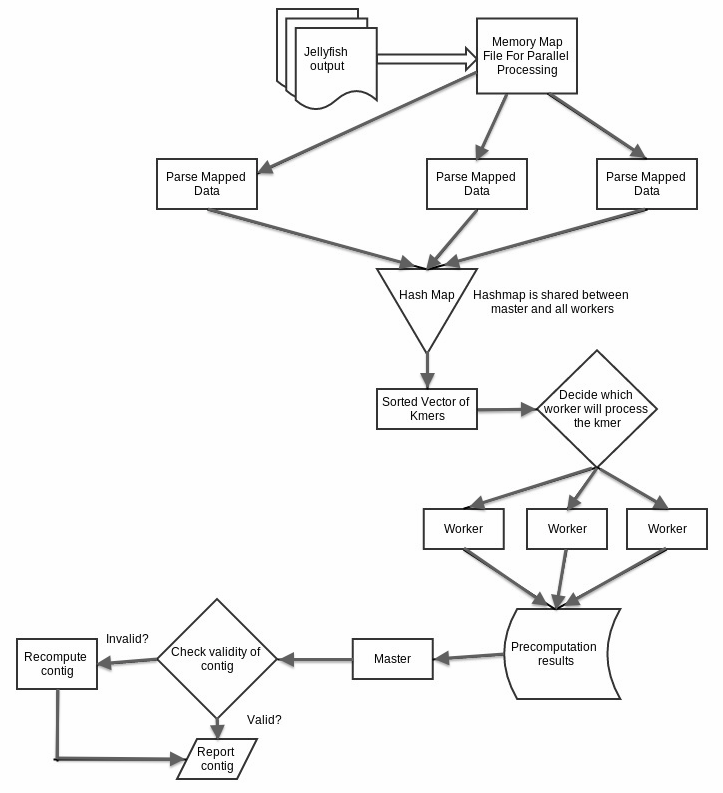 Jellyfish
output
Memory Map
File For Parallel
Processing
Parse Mapped
Data
Parse Mapped
Data
Parse Mapped
Data
Hash Map
Hashmap is shared between
master and all workers
Sorted Vector of
Kmers
Decide which
worker will process
the kmer
Worker
Worker
Worker
Precomputation
results
Master
Check validity of
contig
Invalid?
Recompute
contig
Valid?
Report
contig